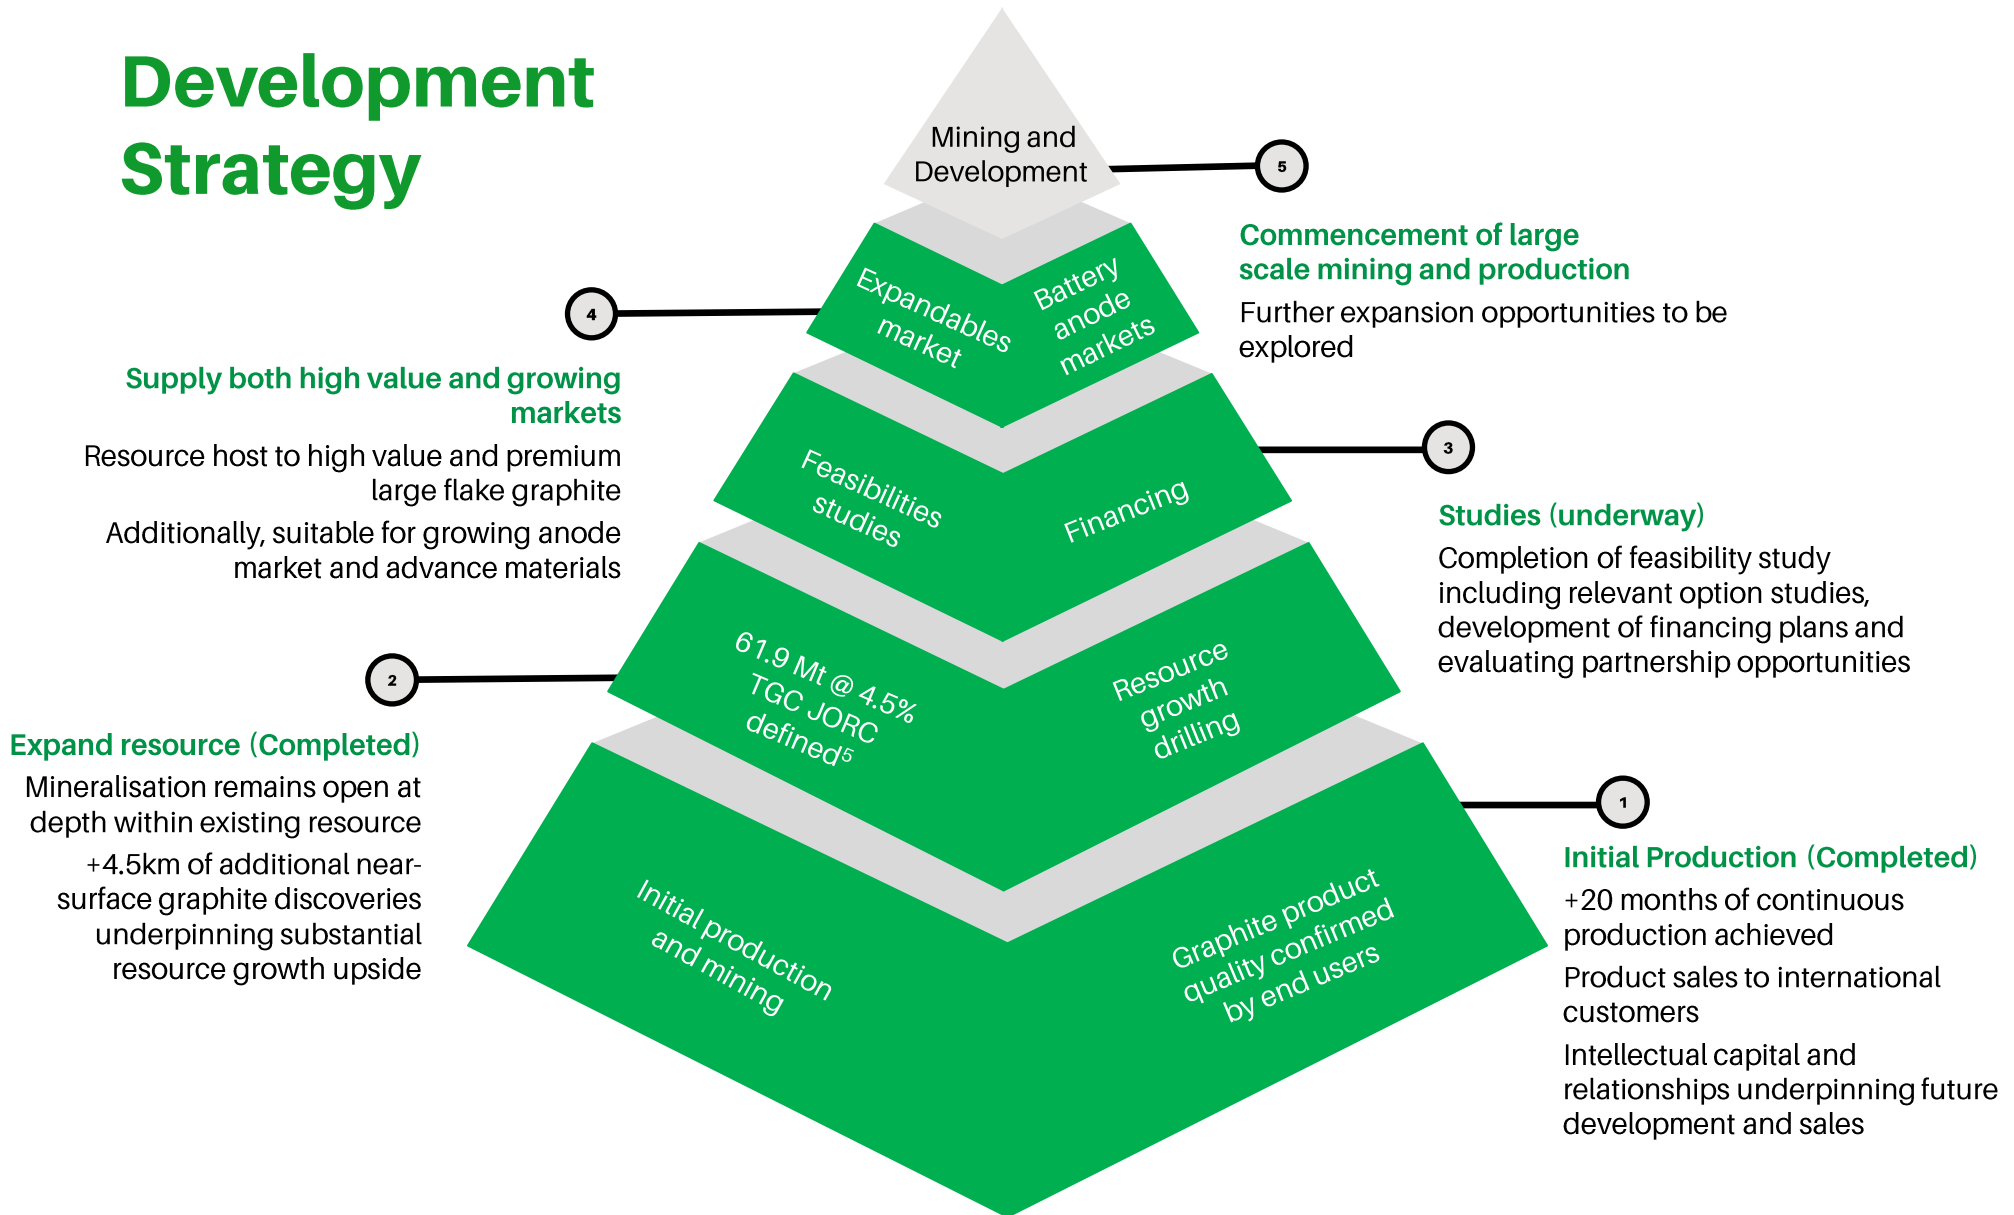 Development
Strategy
Mining and
Development
5
Commencement of large
scale mining and production
Further expansion opportunities to be
explored
Expandables
market
Battery
anode
markets
4
Supply both high value and growing
markets
Resource host to high value and premium
large flake graphite
Additionally, suitable for growing anode
market and advance materials
Feasibilities
studies
Financing
3
Studies (underway)
Completion of feasibility study
including relevant option studies,
development of financing plans and
evaluating partnership opportunities
61.9 Mt @ 4.5%
TGC JORC
defined⁵
Resource
growth
drilling
2
Expand resource (Completed)
Mineralisation remains open at
depth within existing resource
+4.5km of additional near-
surface graphite discoveries
underpinning substantial
resource growth upside
Initial production
and mining
Graphite product
quality confirmed
by end users
1
Initial Production (Completed)
+20 months of continuous
production achieved
Product sales to international
customers
Intellectual capital and
relationships underpinning future
development and sales